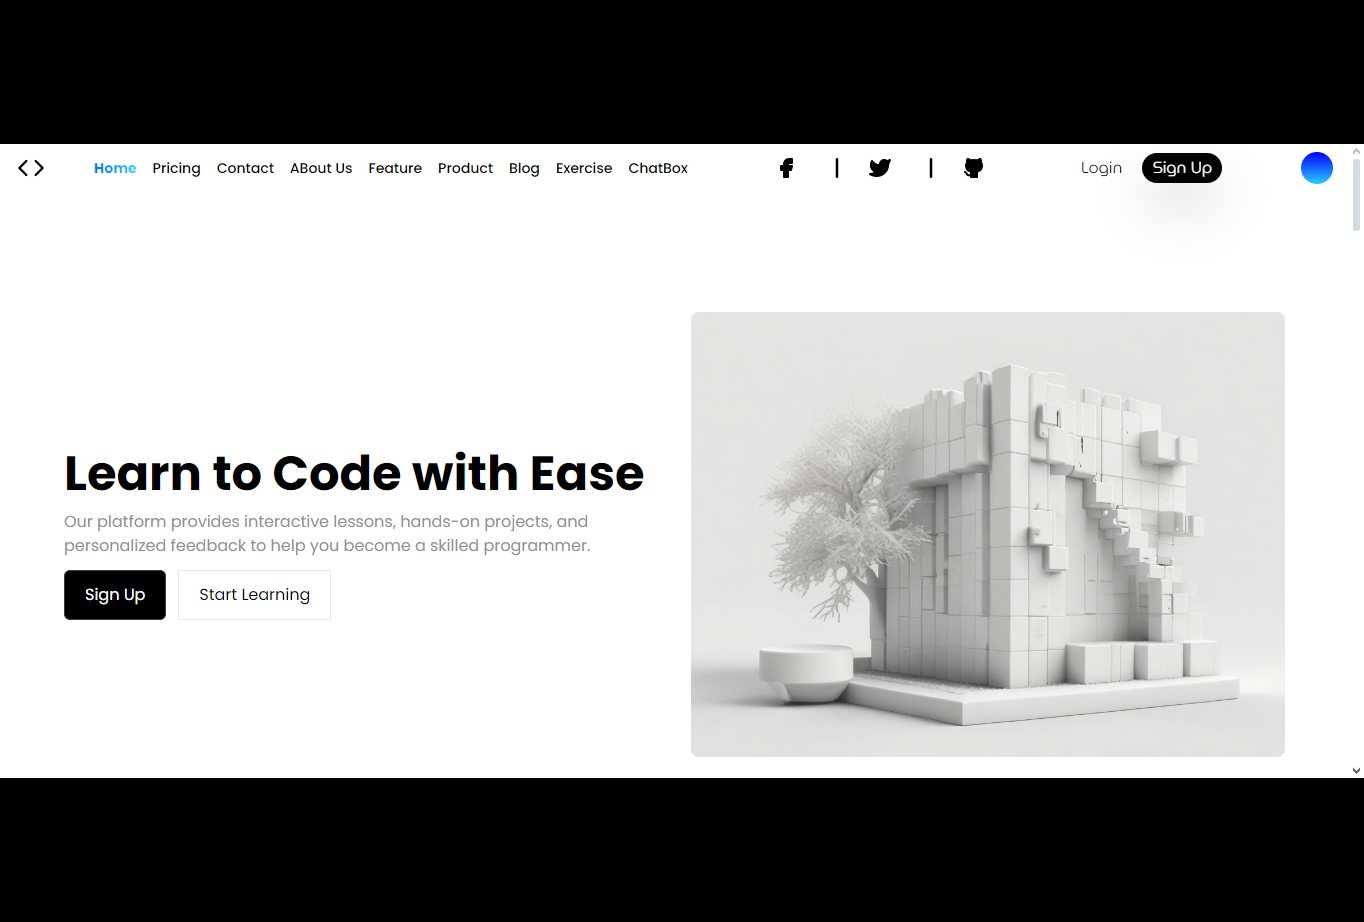 Home Pricing Contact ABout Us Feature Product Blog Exercise ChatBox Login Sign Up
Learn to Code with Ease
Our platform provides interactive lessons, hands-on projects, and
personalized feedback to help you become a skilled programmer.
Sign Up Start Learning